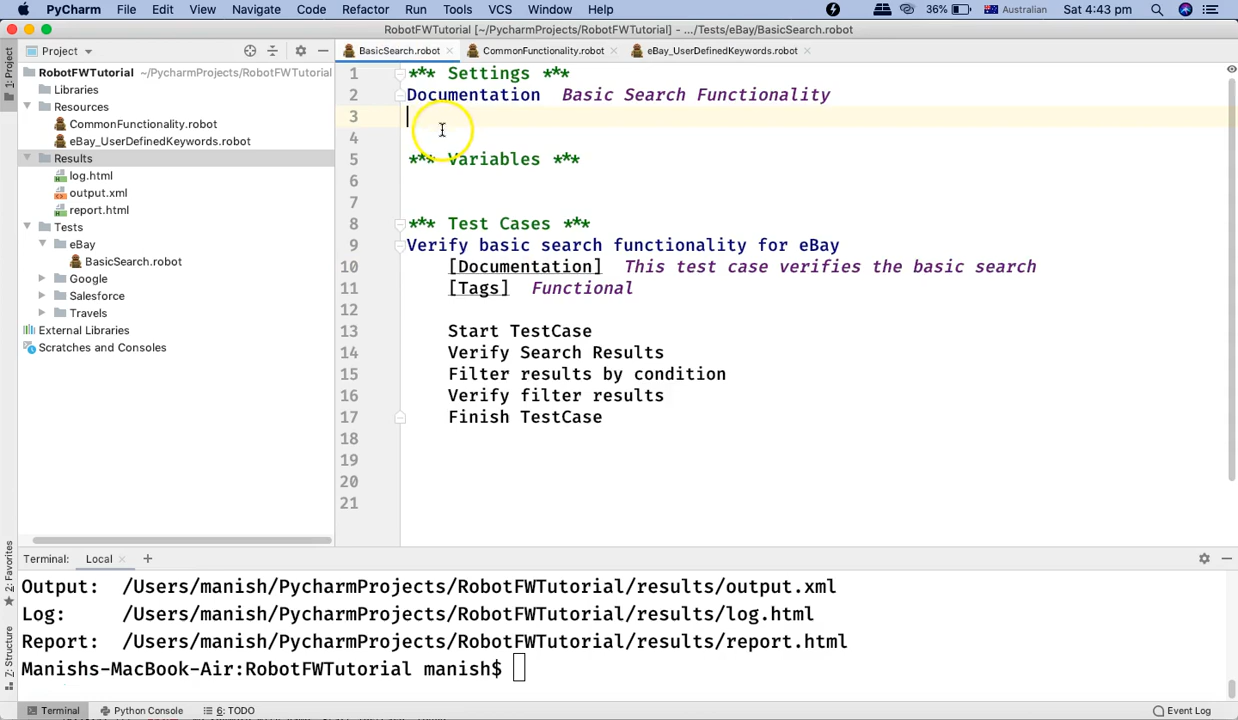 PyCharm File Edit View Navigate Code Refactor Run Tools VCS Window Help 36% Australian Sat 4:43 pm
RobotFWTutorial [~/PycharmProjects/RobotFWTutorial] - .../Tests/eBay/BasicSearch.robot
Project
BasicSearch.robot CommonFunctionality.robot eBay_UserDefinedKeywords.robot
1: Project
RobotFWTutorial ~/PycharmProjects/RobotFWTutorial
Libraries
Resources
CommonFunctionality.robot
eBay_UserDefinedKeywords.robot
Results
log.html
output.xml
report.html
Tests
eBay
BasicSearch.robot
Google
Salesforce
Travels
External Libraries
Scratches and Consoles
2: Favorites
Z: Structure
1 *** Settings ***
2 Documentation Basic Search Functionality
3
4
5 *** Variables ***
6
7
8 *** Test Cases ***
9 Verify basic search functionality for eBay
10 [Documentation] This test case verifies the basic search
11 [Tags] Functional
12
13 Start TestCase
14 Verify Search Results
15 Filter results by condition
16 Verify filter results
17 Finish TestCase
18
19
20
21
Terminal: Local +
Output: /Users/manish/PycharmProjects/RobotFWTutorial/results/output.xml
Log: /Users/manish/PycharmProjects/RobotFWTutorial/results/log.html
Report: /Users/manish/PycharmProjects/RobotFWTutorial/results/report.html
Manishs-MacBook-Air:RobotFWTutorial manish$
Terminal Python Console 6: TODO Event Log